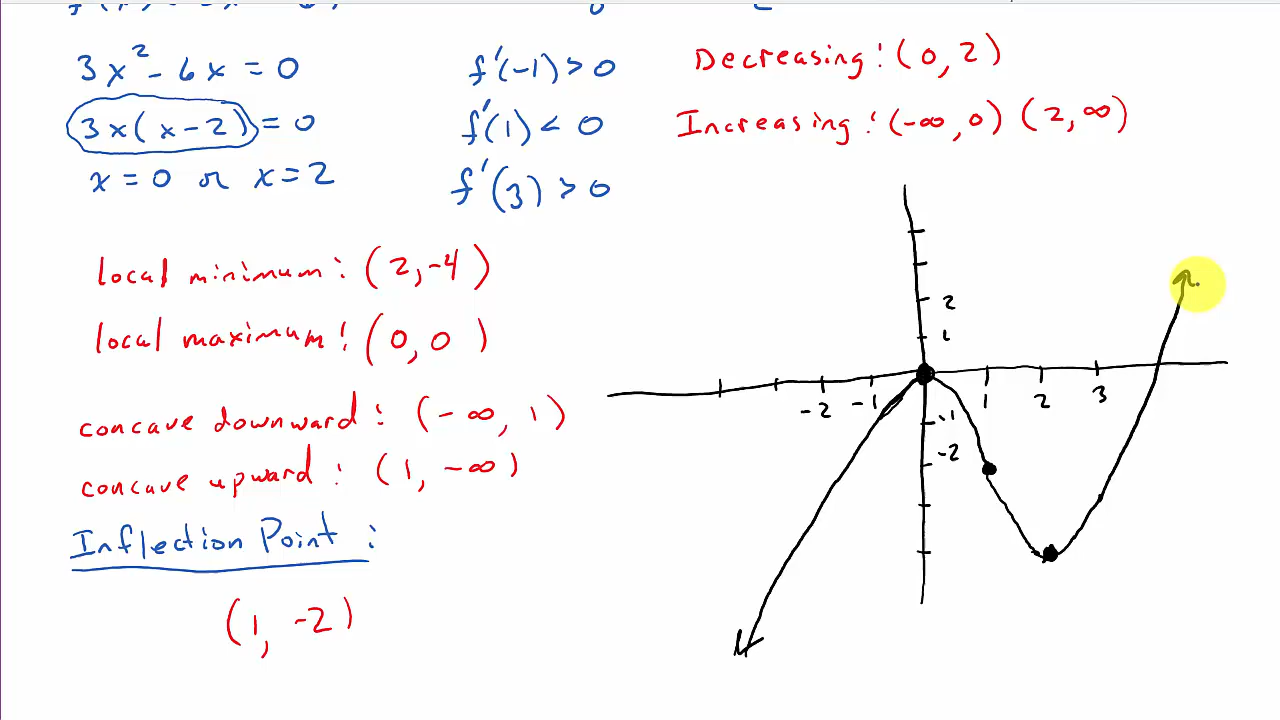 3x² - 6x = 0
3x(x-2) = 0
x = 0 or x = 2
f'(-1) > 0
f'(1) < 0
f'(3) > 0
Decreasing: (0, 2)
Increasing: (-∞, 0) (2, ∞)
local minimum: (2, -4)
local maximum: (0, 0)
concave downward: (-∞, 1)
concave upward: (1, -∞)
Inflection Point:
(1, -2)
2
1
-2 -1 1 2 3
-1
-2